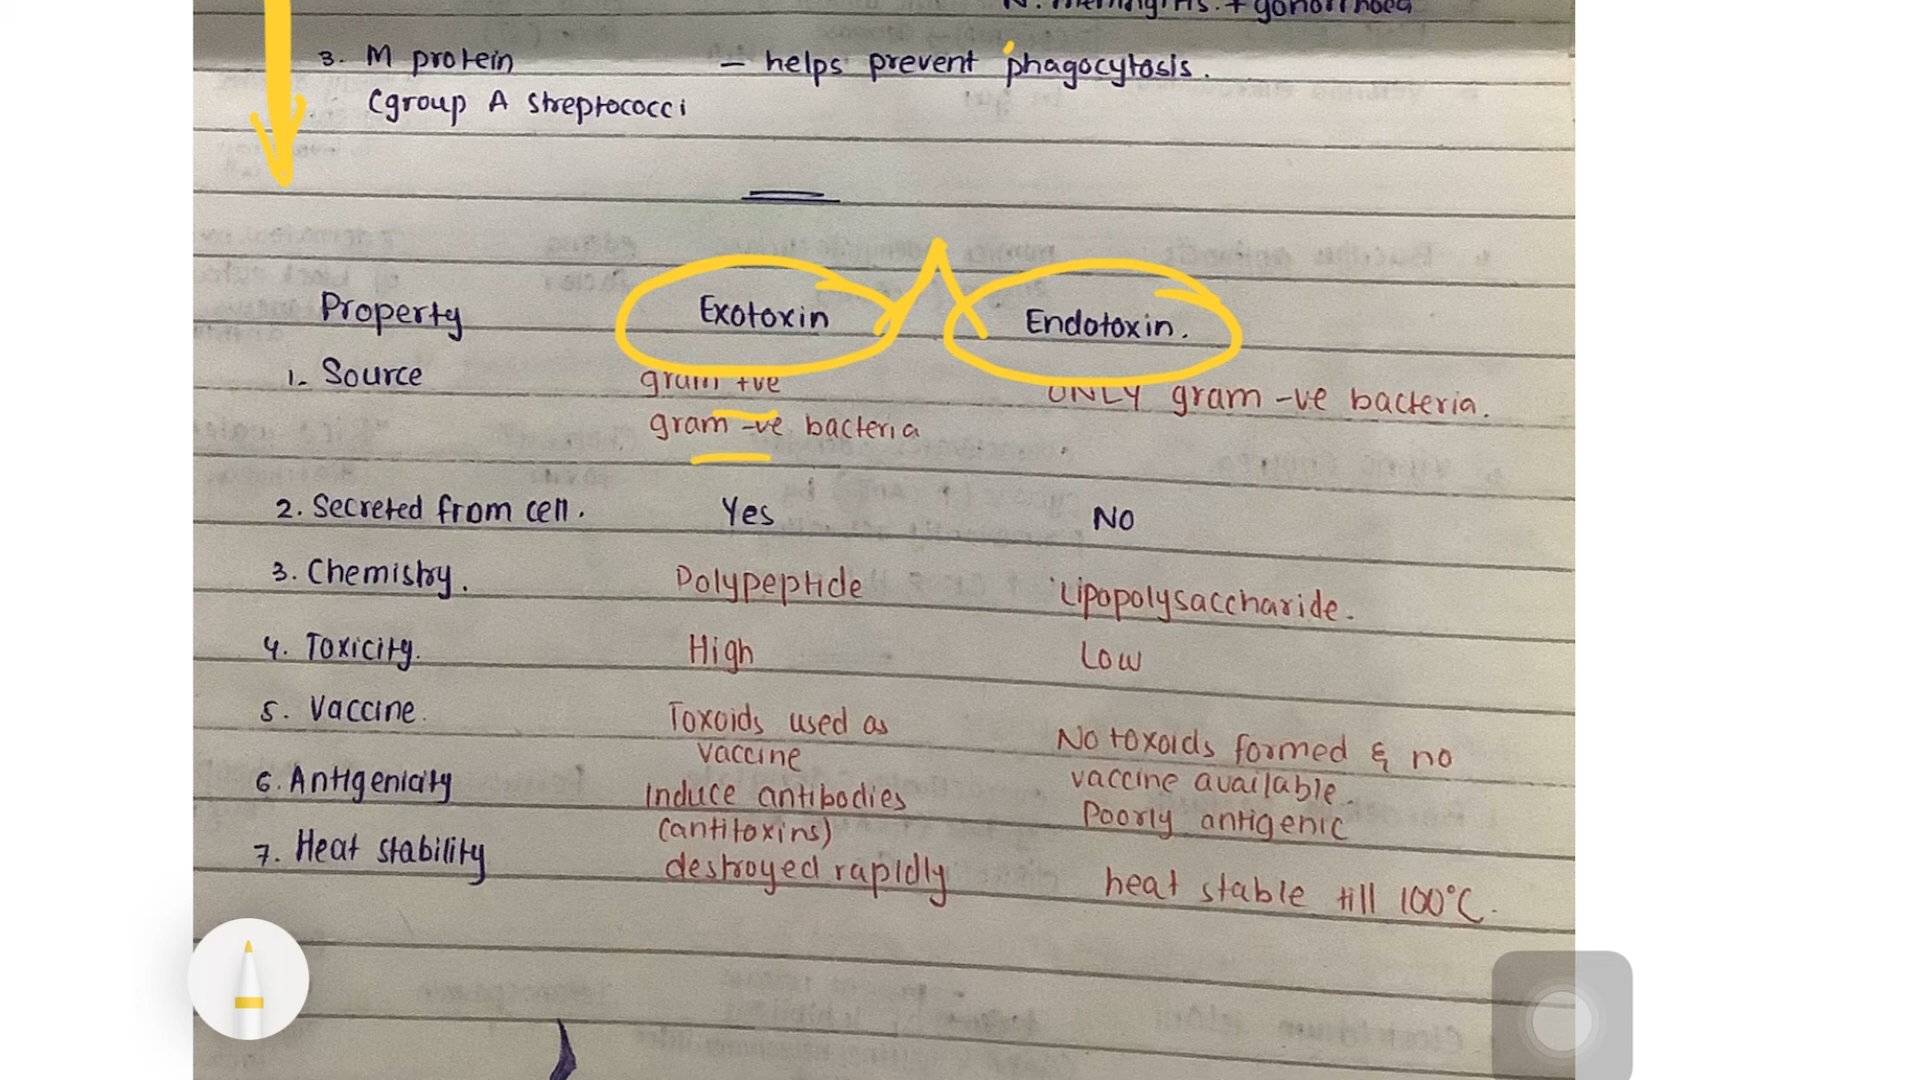 N. meningitis. + gonorrhoea
3. M protein – helps prevent phagocytosis.
(group A streptococci
Property Exotoxin Endotoxin.
1. Source gram +ve ONLY gram -ve bacteria.
gram -ve bacteria
2. Secreted from cell. Yes NO
3. Chemistry. Polypeptide Lipopolysaccharide.
4. Toxicity. High Low
5. Vaccine. Toxoids used as No toxoids formed & no
vaccine vaccine available.
6. Antigenicity Induce antibodies Poorly antigenic
(antitoxins)
7. Heat stability destroyed rapidly heat stable till 100°C.